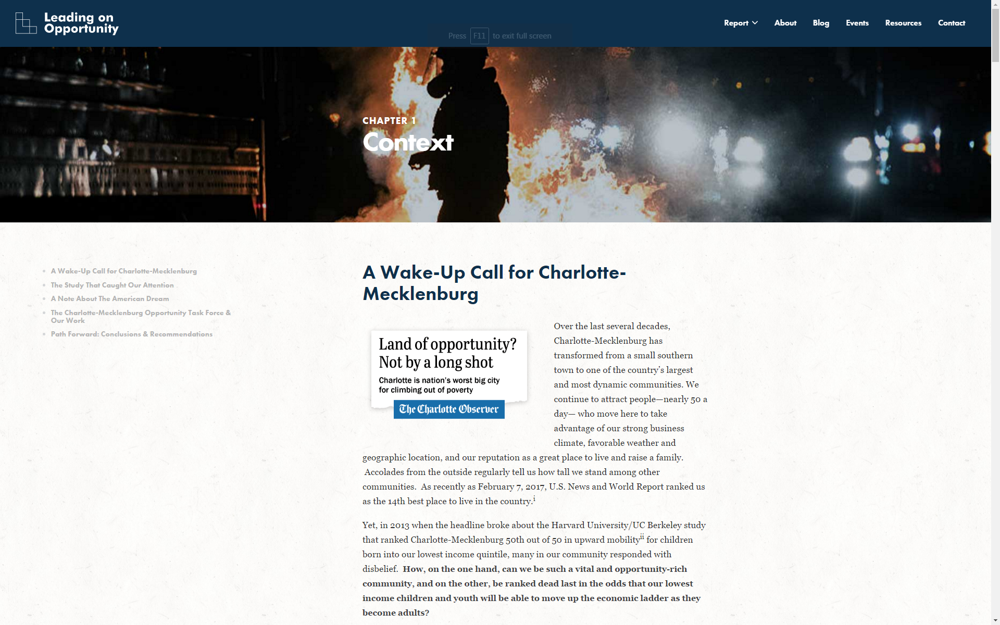 Leading on
Opportunity
Report
About
Blog
Events
Resources
Contact
Press F11 to exit full screen
CHAPTER 1
Context
A Wake-Up Call for Charlotte-Mecklenburg
The Study That Caught Our Attention
A Note About The American Dream
The Charlotte-Mecklenburg Opportunity Task Force &
Our Work
Path Forward: Conclusions & Recommendations
A Wake-Up Call for Charlotte-
Mecklenburg
Land of opportunity?
Not by a long shot
Charlotte is nation's worst big city
for climbing out of poverty
The Charlotte Observer
Over the last several decades,
Charlotte-Mecklenburg has
transformed from a small southern
town to one of the country’s largest
and most dynamic communities. We
continue to attract people—nearly 50 a
day— who move here to take
advantage of our strong business
climate, favorable weather and
geographic location, and our reputation as a great place to live and raise a family.
Accolades from the outside regularly tell us how tall we stand among other
communities.  As recently as February 7, 2017, U.S. News and World Report ranked us
as the 14th best place to live in the country.i
Yet, in 2013 when the headline broke about the Harvard University/UC Berkeley study
that ranked Charlotte-Mecklenburg 50th out of 50 in upward mobilityii for children
born into our lowest income quintile, many in our community responded with
disbelief.  How, on the one hand, can we be such a vital and opportunity-rich
community, and on the other, be ranked dead last in the odds that our lowest
income children and youth will be able to move up the economic ladder as they
become adults?